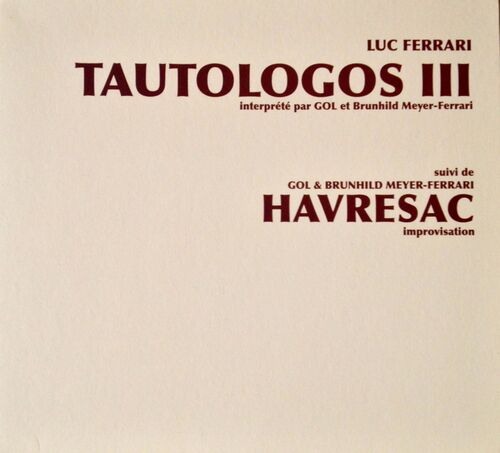 LUC FERRARI
TAUTOLOGOS III
interprété par GOL et Brunhild Meyer-Ferrari
suivi de
GOL & BRUNHILD MEYER-FERRARI
HAVRESAC
improvisation